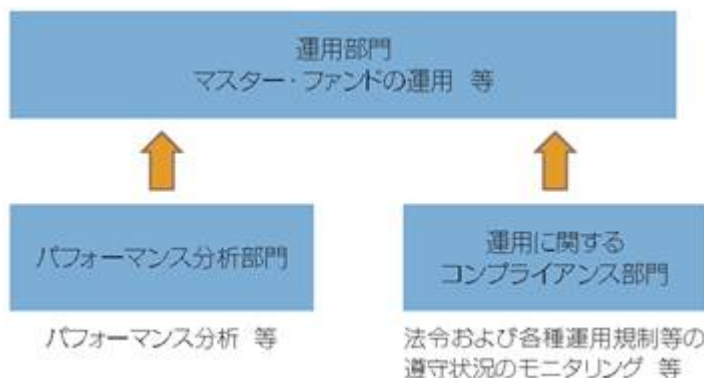 運用部門
マスター・ファンドの運用 等
パフォーマンス分析部門
パフォーマンス分析 等
運用に関する
コンプライアンス部門
法令および各種運用規制等の
遵守状況のモニタリング 等